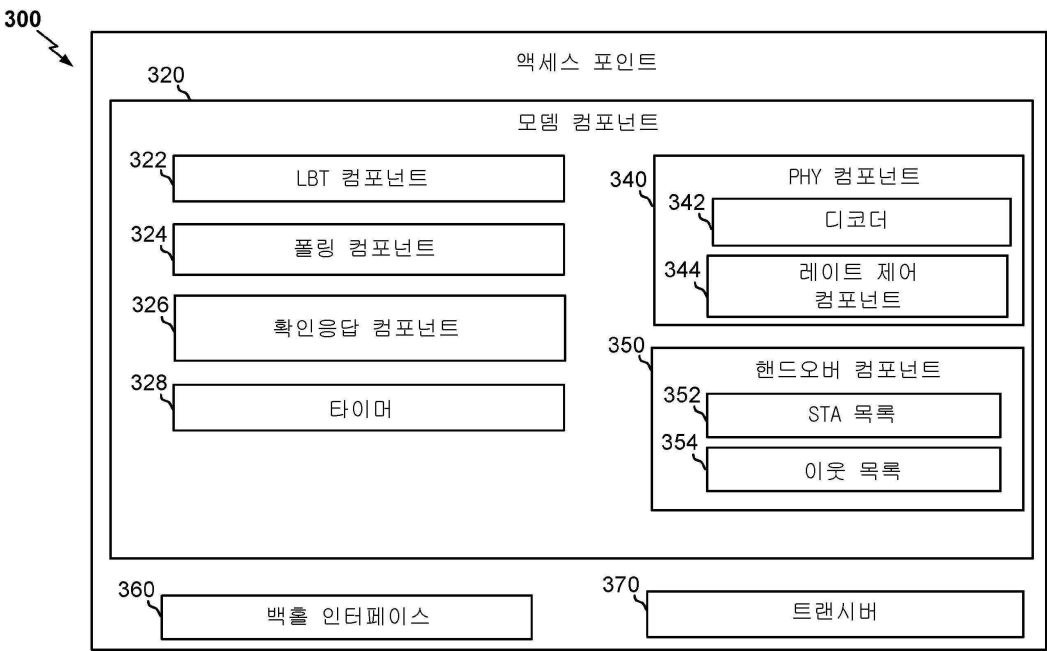 300
액세스 포인트
320
모뎀 컴포넌트
322
LBT 컴포넌트
324
폴링 컴포넌트
326
확인응답 컴포넌트
328
타이머
340
PHY 컴포넌트
342
디코더
344
레이트 제어
컴포넌트
350
핸드오버 컴포넌트
352
STA 목록
354
이웃 목록
360
백홀 인터페이스
370
트랜시버